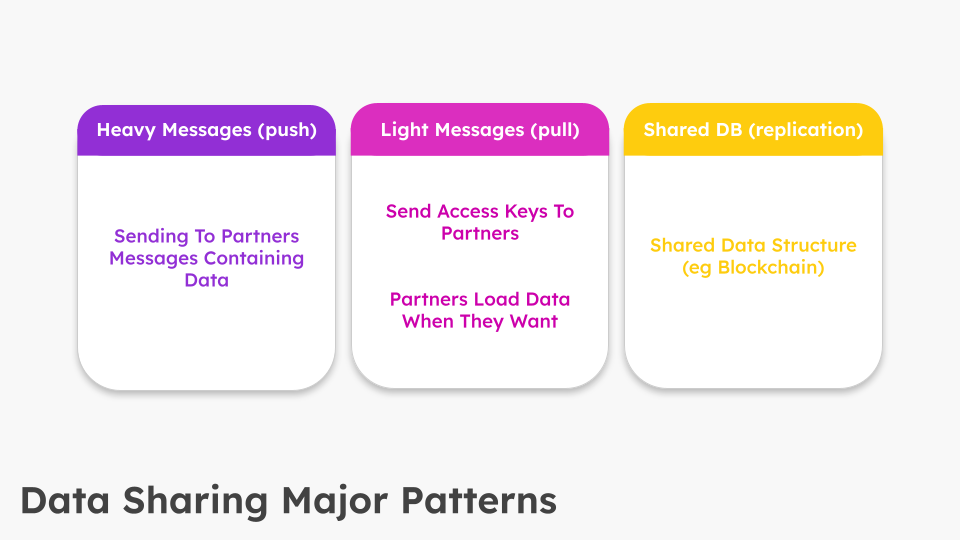 Heavy Messages (push)
Sending To Partners
Messages Containing
Data
Light Messages (pull)
Send Access Keys To
Partners
Partners Load Data
When They Want
Shared DB (replication)
Shared Data Structure
(eg Blockchain)
Data Sharing Major Patterns